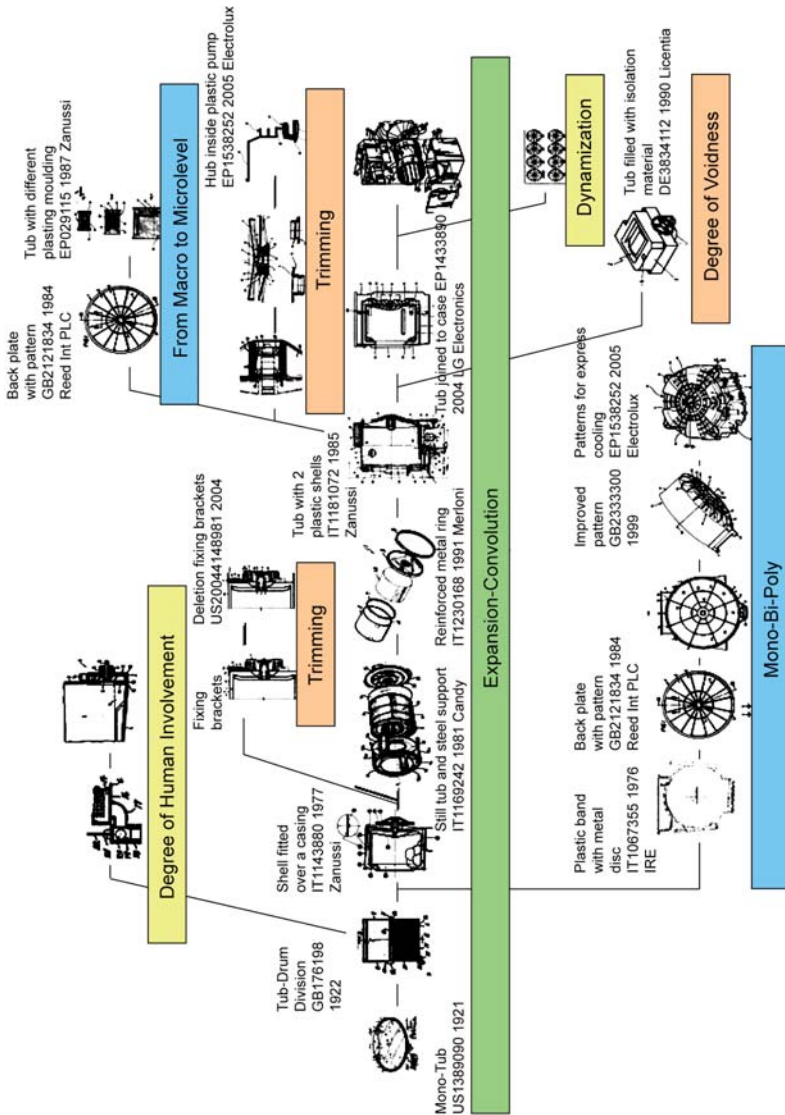 Back plate
with pattern
GB2121834 1984
Reed Int PLC
Tub with different
plasting moulding
EP029115 1987 Zanussi
From Macro to Microlevel
Degree of Human Involvement
Deletion fixing brackets
US20044148981 2004
Fixing
brackets
Trimming
Hub inside plastic pump
EP1538252 2005 Electrolux
Trimming
Tub-Drum
Division
GB176198
1922
Shell fitted
over a casing
IT1143880 1977
Zanussi
Tub with 2
plastic shells
IT1181072 1985
Zanussi
Mono-Tub
US1389090 1921
Still tub and steel support
IT1169242 1981 Candy
Reinforced metal ring
IT1230168 1991 Merloni
Tub joined to case EP1433890
2004 LG Electronics
Expansion-Convolution
Dynamization
Plastic band
with metal
disc
IT1067355 1976
IRE
Back plate
with pattern
GB2121834 1984
Reed Int PLC
Improved
pattern
GB2333300
1999
Patterns for express
cooling
EP1538252 2005
Electrolux
Tub filled with isolation
material
DE3834112 1990 Licentia
Degree of Voidness
Mono-Bi-Poly